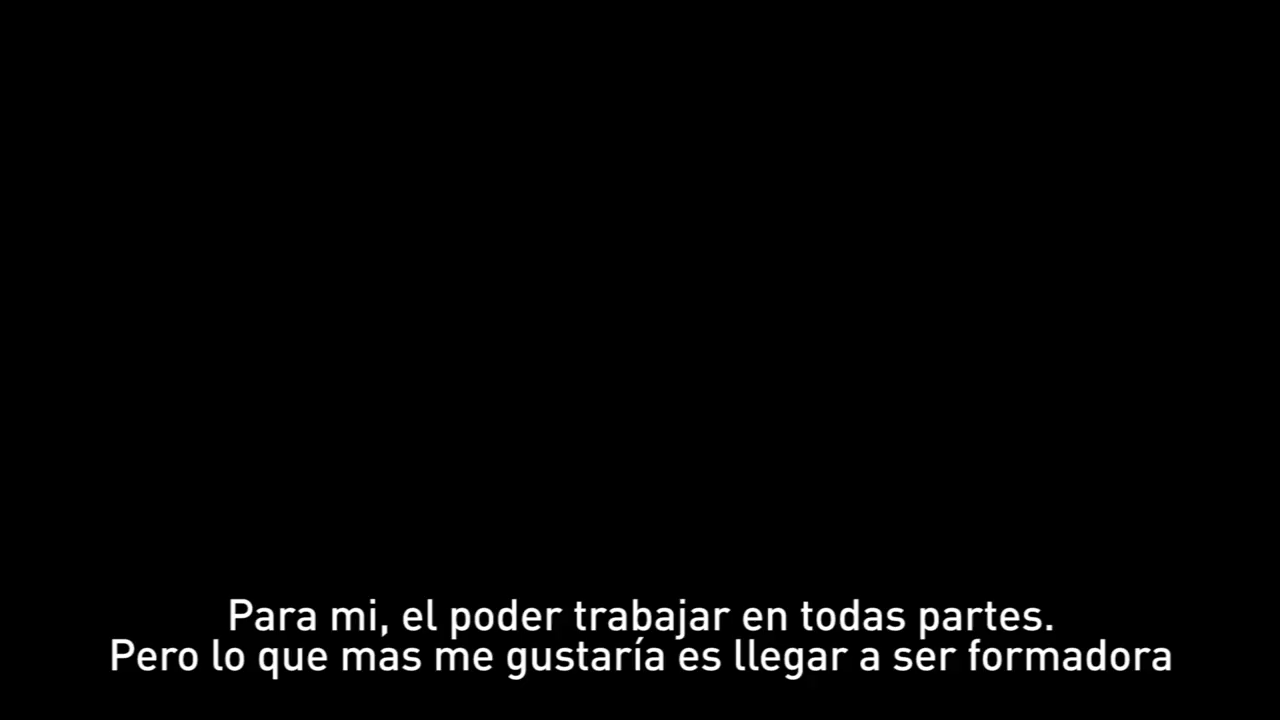 Para mi, el poder trabajar en todas partes.
Pero lo que mas me gustaría es llegar a ser formadora